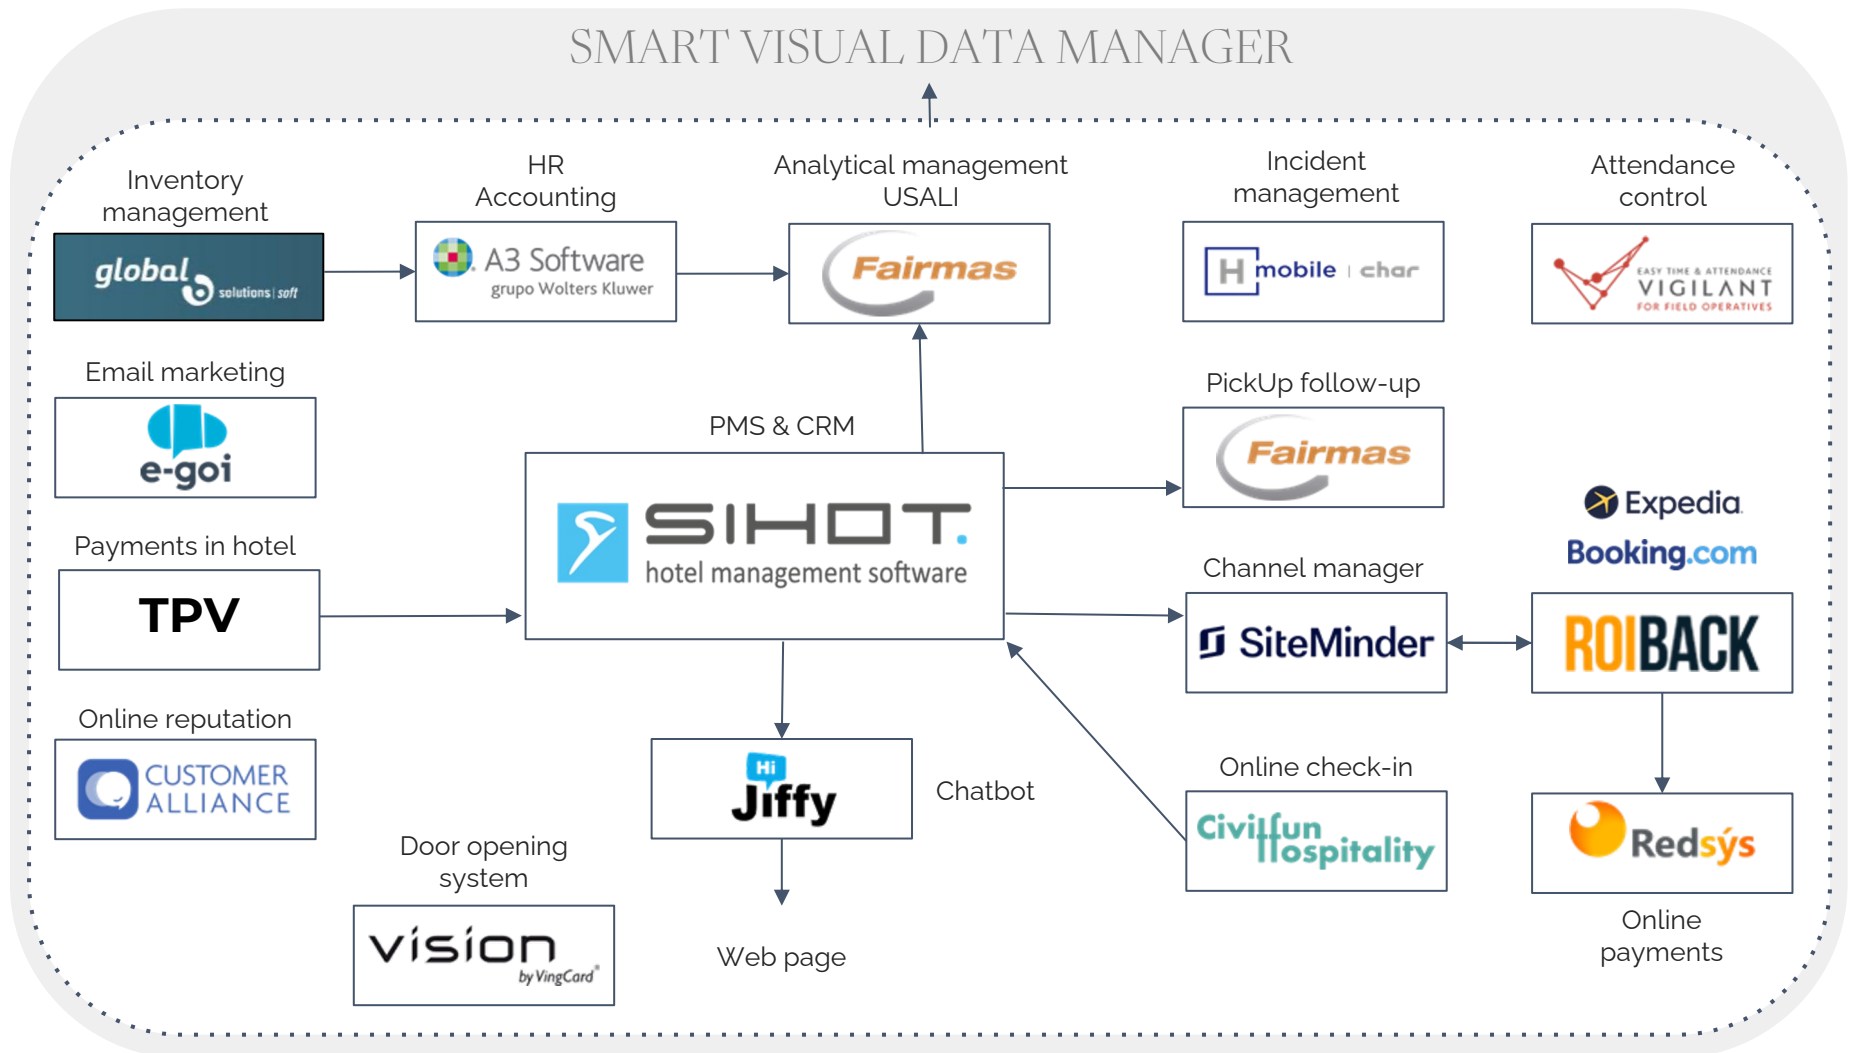 SMART VISUAL DATA MANAGER
Inventory
management
global
solutions | soft
HR
Accounting
A3 Software
grupo Wolters Kluwer
Analytical management
USALI
Fairmas
Incident
management
H mobile | char
Attendance
control
EASY TIME & ATTENDANCE
VIGILANT
FOR FIELD OPERATIVES
Email marketing
e-goi
PMS & CRM
SIHOT.
hotel management software
PickUp follow-up
Fairmas
Expedia
Booking.com
Payments in hotel
TPV
Channel manager
SiteMinder
ROIBACK
Online reputation
CUSTOMER
ALLIANCE
Hi
Jiffy
Chatbot
Online check-in
Civitfun
Hospitality
Redsýs
Online
payments
Door opening
system
vision
by VingCard®
Web page